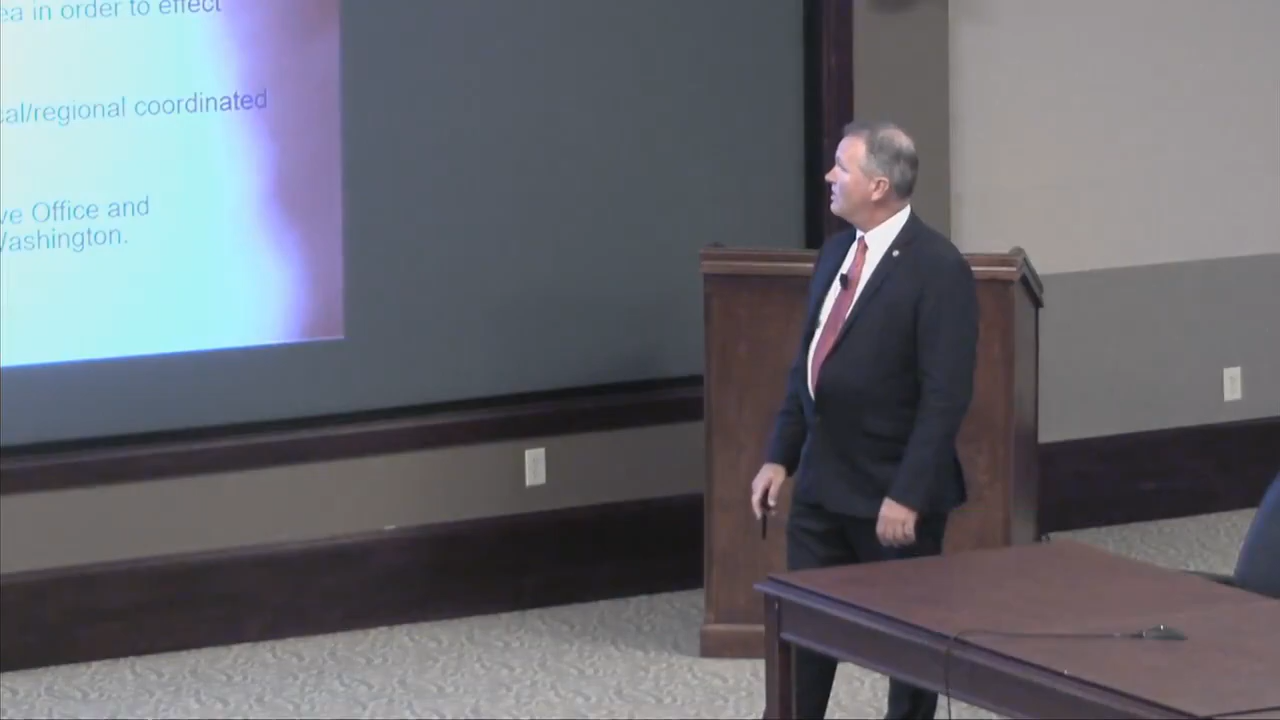 ea in order to effect
cal/regional coordinated
ve Office and
Washington.